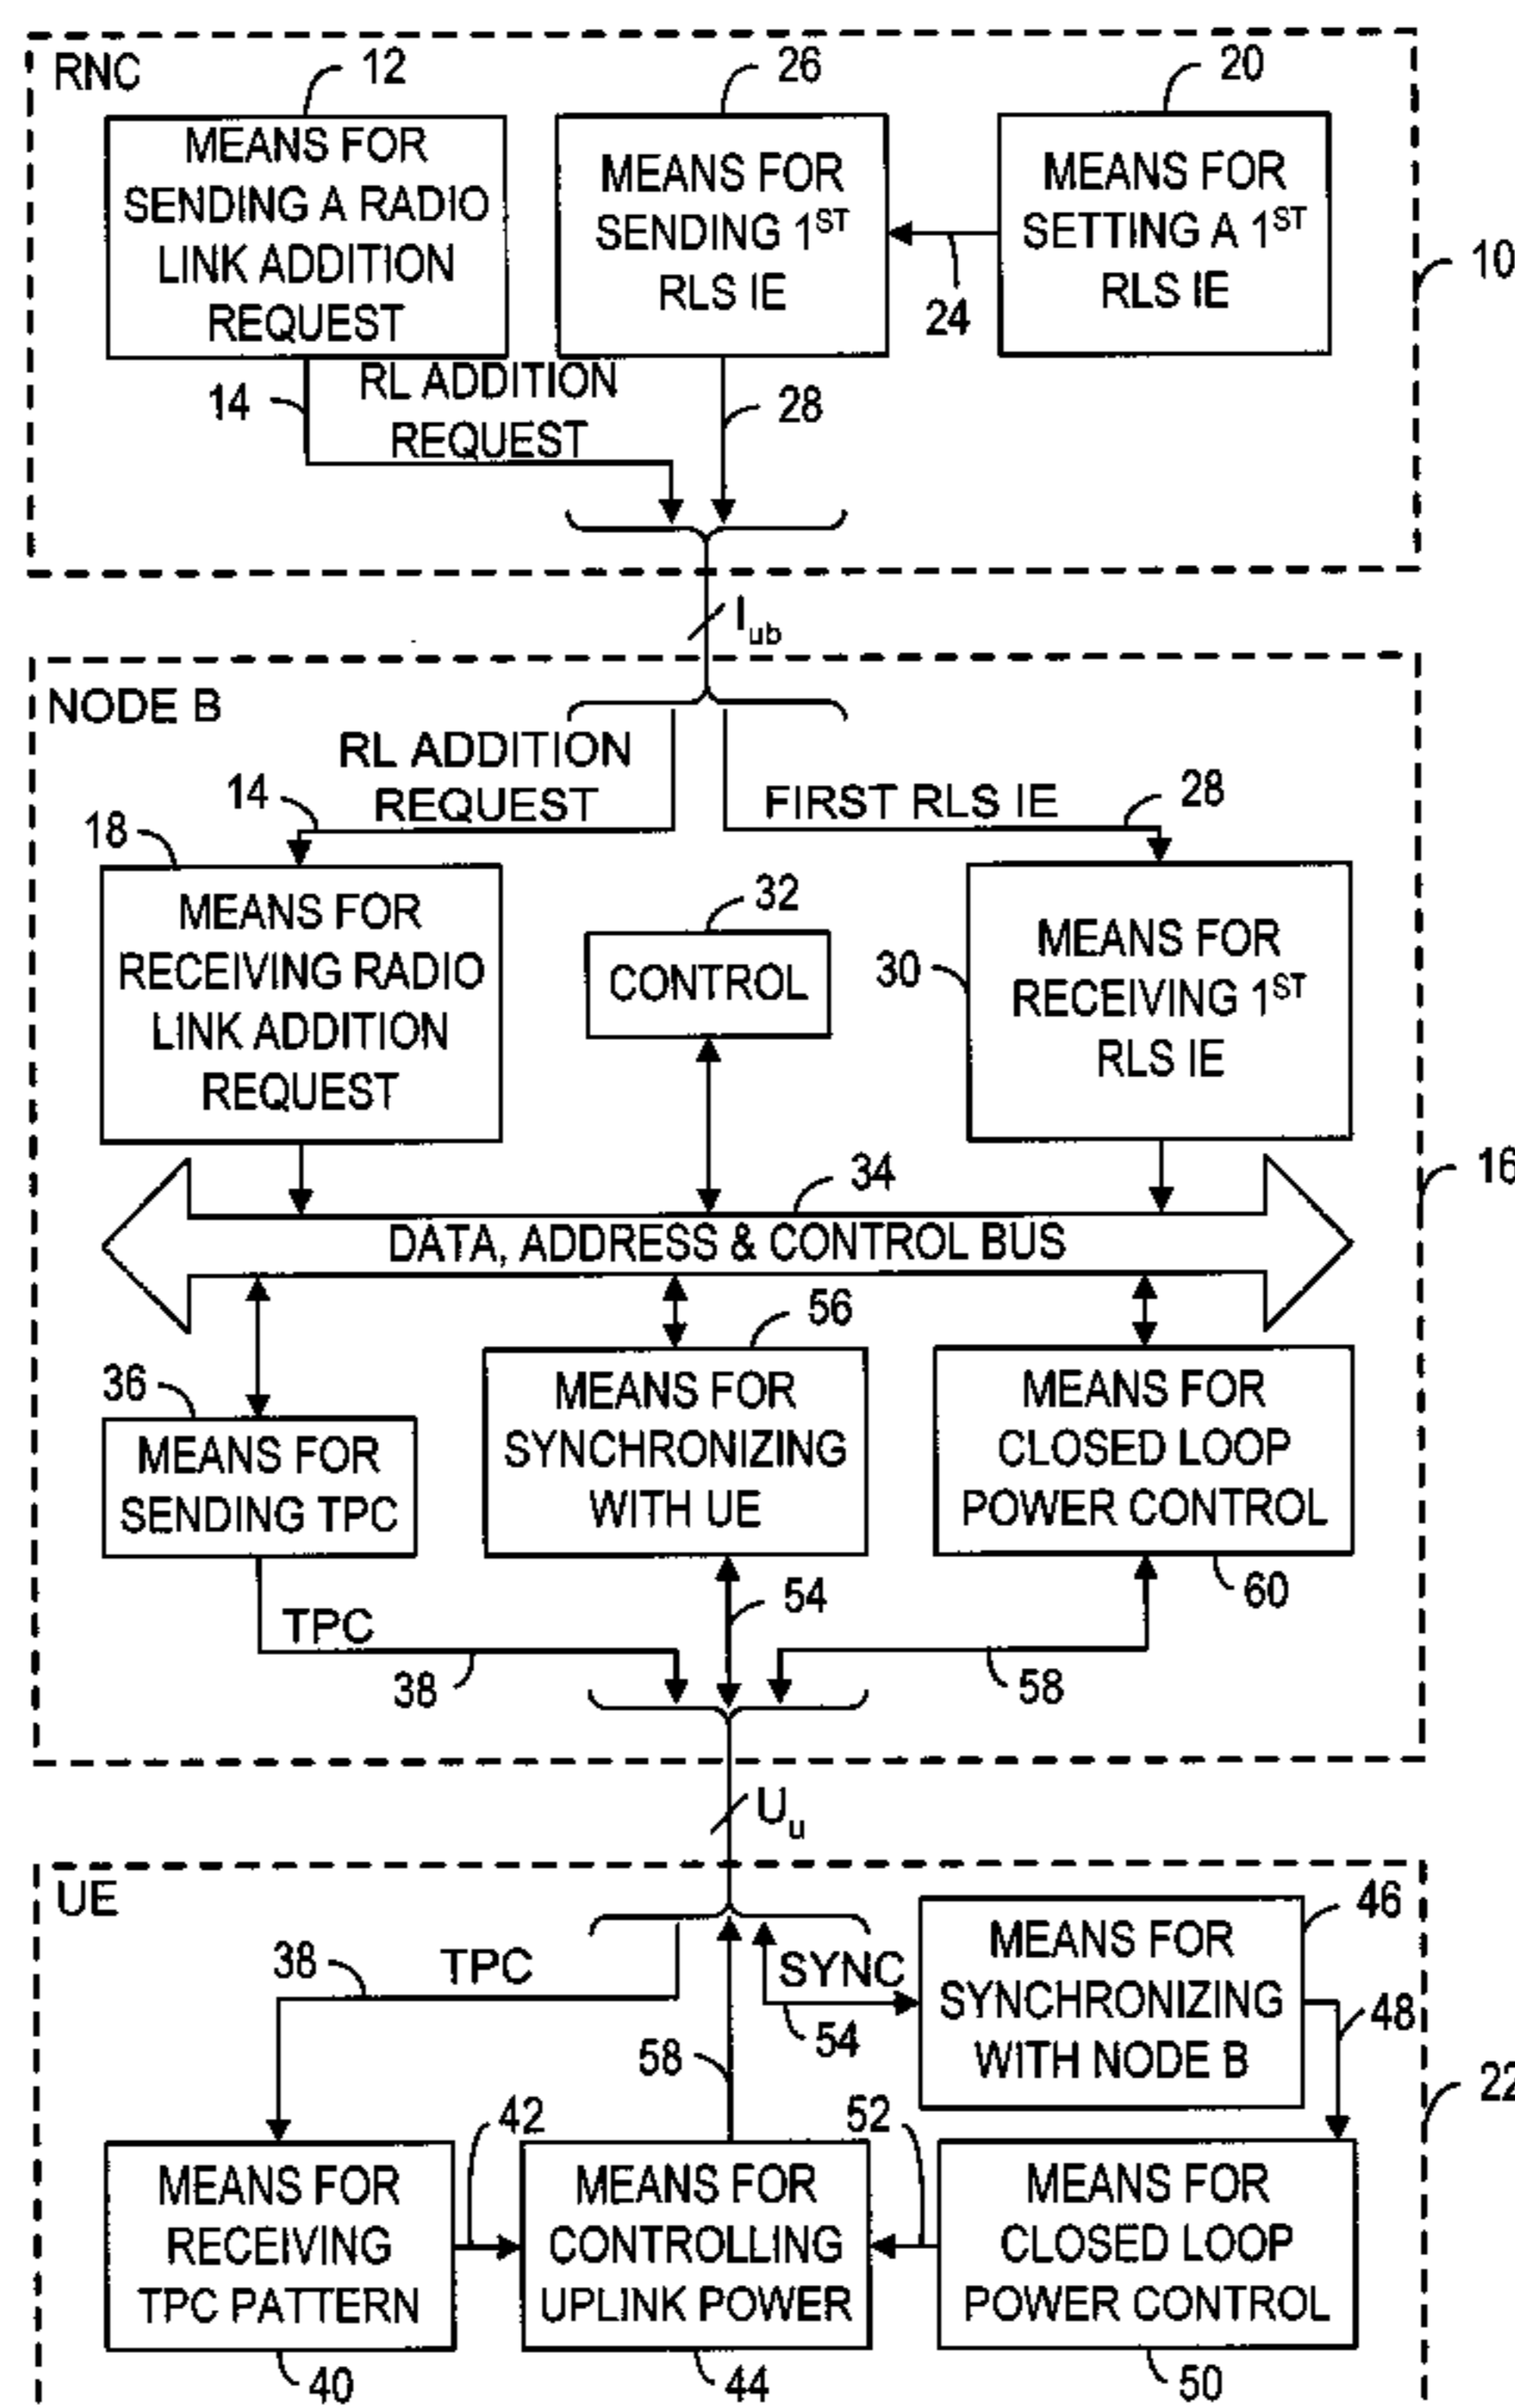 RNC
12
26
20
MEANS FOR
SENDING A RADIO
LINK ADDITION
REQUEST
MEANS FOR
SENDING 1ST
RLS IE
MEANS FOR
SETTING A 1ST
RLS IE
24
10
14
RL ADDITION
REQUEST
28
Iub
NODE B
RL ADDITION
REQUEST
14
FIRST RLS IE
28
18
MEANS FOR
RECEIVING RADIO
LINK ADDITION
REQUEST
32
CONTROL
30
MEANS FOR
RECEIVING 1ST
RLS IE
34
16
DATA, ADDRESS & CONTROL BUS
36
MEANS FOR
SENDING TPC
56
MEANS FOR
SYNCHRONIZING
WITH UE
MEANS FOR
CLOSED LOOP
POWER CONTROL
60
TPC
38
54
58
Uu
UE
38
TPC
SYNC
54
46
MEANS FOR
SYNCHRONIZING
WITH NODE B
48
22
58
42
52
MEANS FOR
RECEIVING
TPC PATTERN
40
MEANS FOR
CONTROLLING
UPLINK POWER
44
MEANS FOR
CLOSED LOOP
POWER CONTROL
50